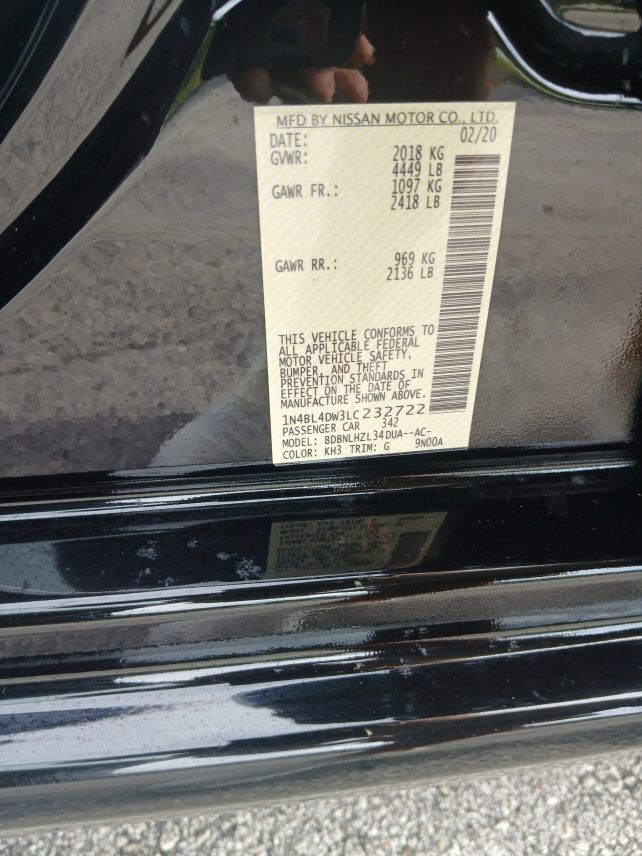 MFD BY NISSAN MOTOR CO., LTD.
DATE: 02/20
GVWR: 2018 KG
4449 LB
GAWR FR.: 1097 KG
2418 LB
GAWR RR.: 969 KG
2136 LB
THIS VEHICLE CONFORMS TO
ALL APPLICABLE FEDERAL
MOTOR VEHICLE SAFETY,
BUMPER, AND THEFT
PREVENTION STANDARDS IN
EFFECT ON THE DATE OF
MANUFACTURE SHOWN ABOVE.
1N4BL4DW3LC232722
PASSENGER CAR 342
MODEL: BDBNLHZL34DUA--AC-
COLOR: KH3 TRIM: G 9N00A